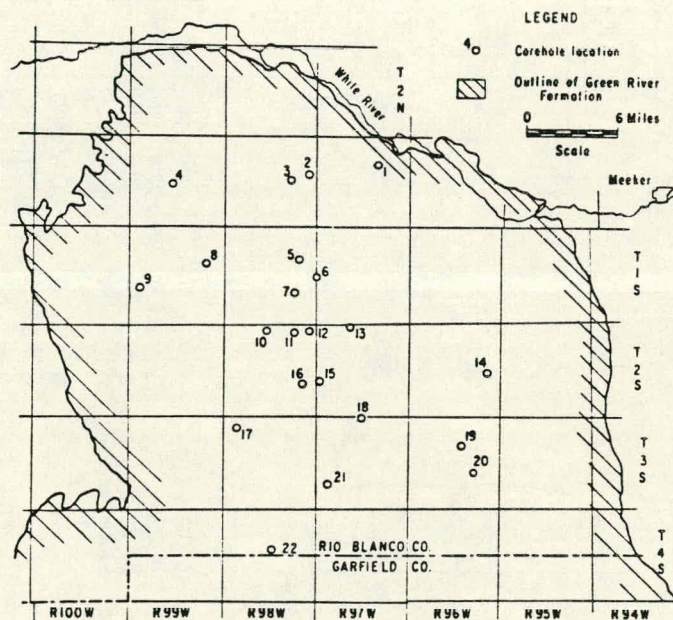 LEGEND
4
Corehole location
Outline of Green River
Formation
0 6 Miles
Scale
White River
T
2
N
Meeker
1
2
3
4
5
6
7
8
9
T
1
S
10
11
12
13
14
T
2
S
15
16
17
18
19
20
T
3
S
21
22
RIO BLANCO CO.
GARFIELD CO.
T
4
S
R100W R99W R98W R97W R96W R95W R94W